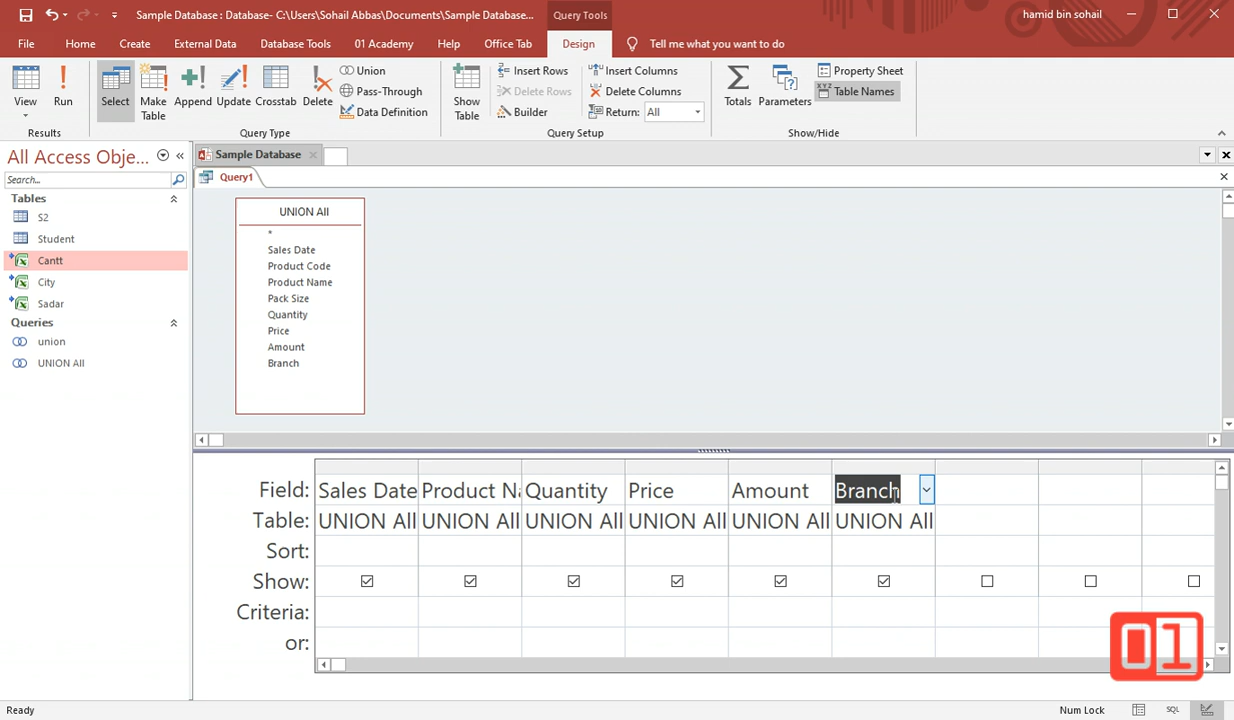 Sample Database : Database- C:\Users\Sohail Abbas\Documents\Sample Database...
Query Tools
hamid bin sohail
File Home Create External Data Database Tools 01 Academy Help Office Tab Design Tell me what you want to do
View
Run
Results
Select
Make Table
Append
Update
Crosstab
Delete
Union
Pass-Through
Data Definition
Query Type
Show Table
Insert Rows
Delete Rows
Builder
Insert Columns
Delete Columns
Return: All
Query Setup
Totals
Parameters
Property Sheet
XYZ Table Names
Show/Hide
All Access Obje...
Search...
Tables
S2
Student
Cantt
City
Sadar
Queries
union
UNION All
Sample Database
Query1
UNION All
*
Sales Date
Product Code
Product Name
Pack Size
Quantity
Price
Amount
Branch
Field: Sales Date Product Na Quantity Price Amount Branch
Table: UNION All UNION All UNION All UNION All UNION All UNION All
Sort:
Show:
Criteria:
or:
01
Ready
Num Lock
SQL